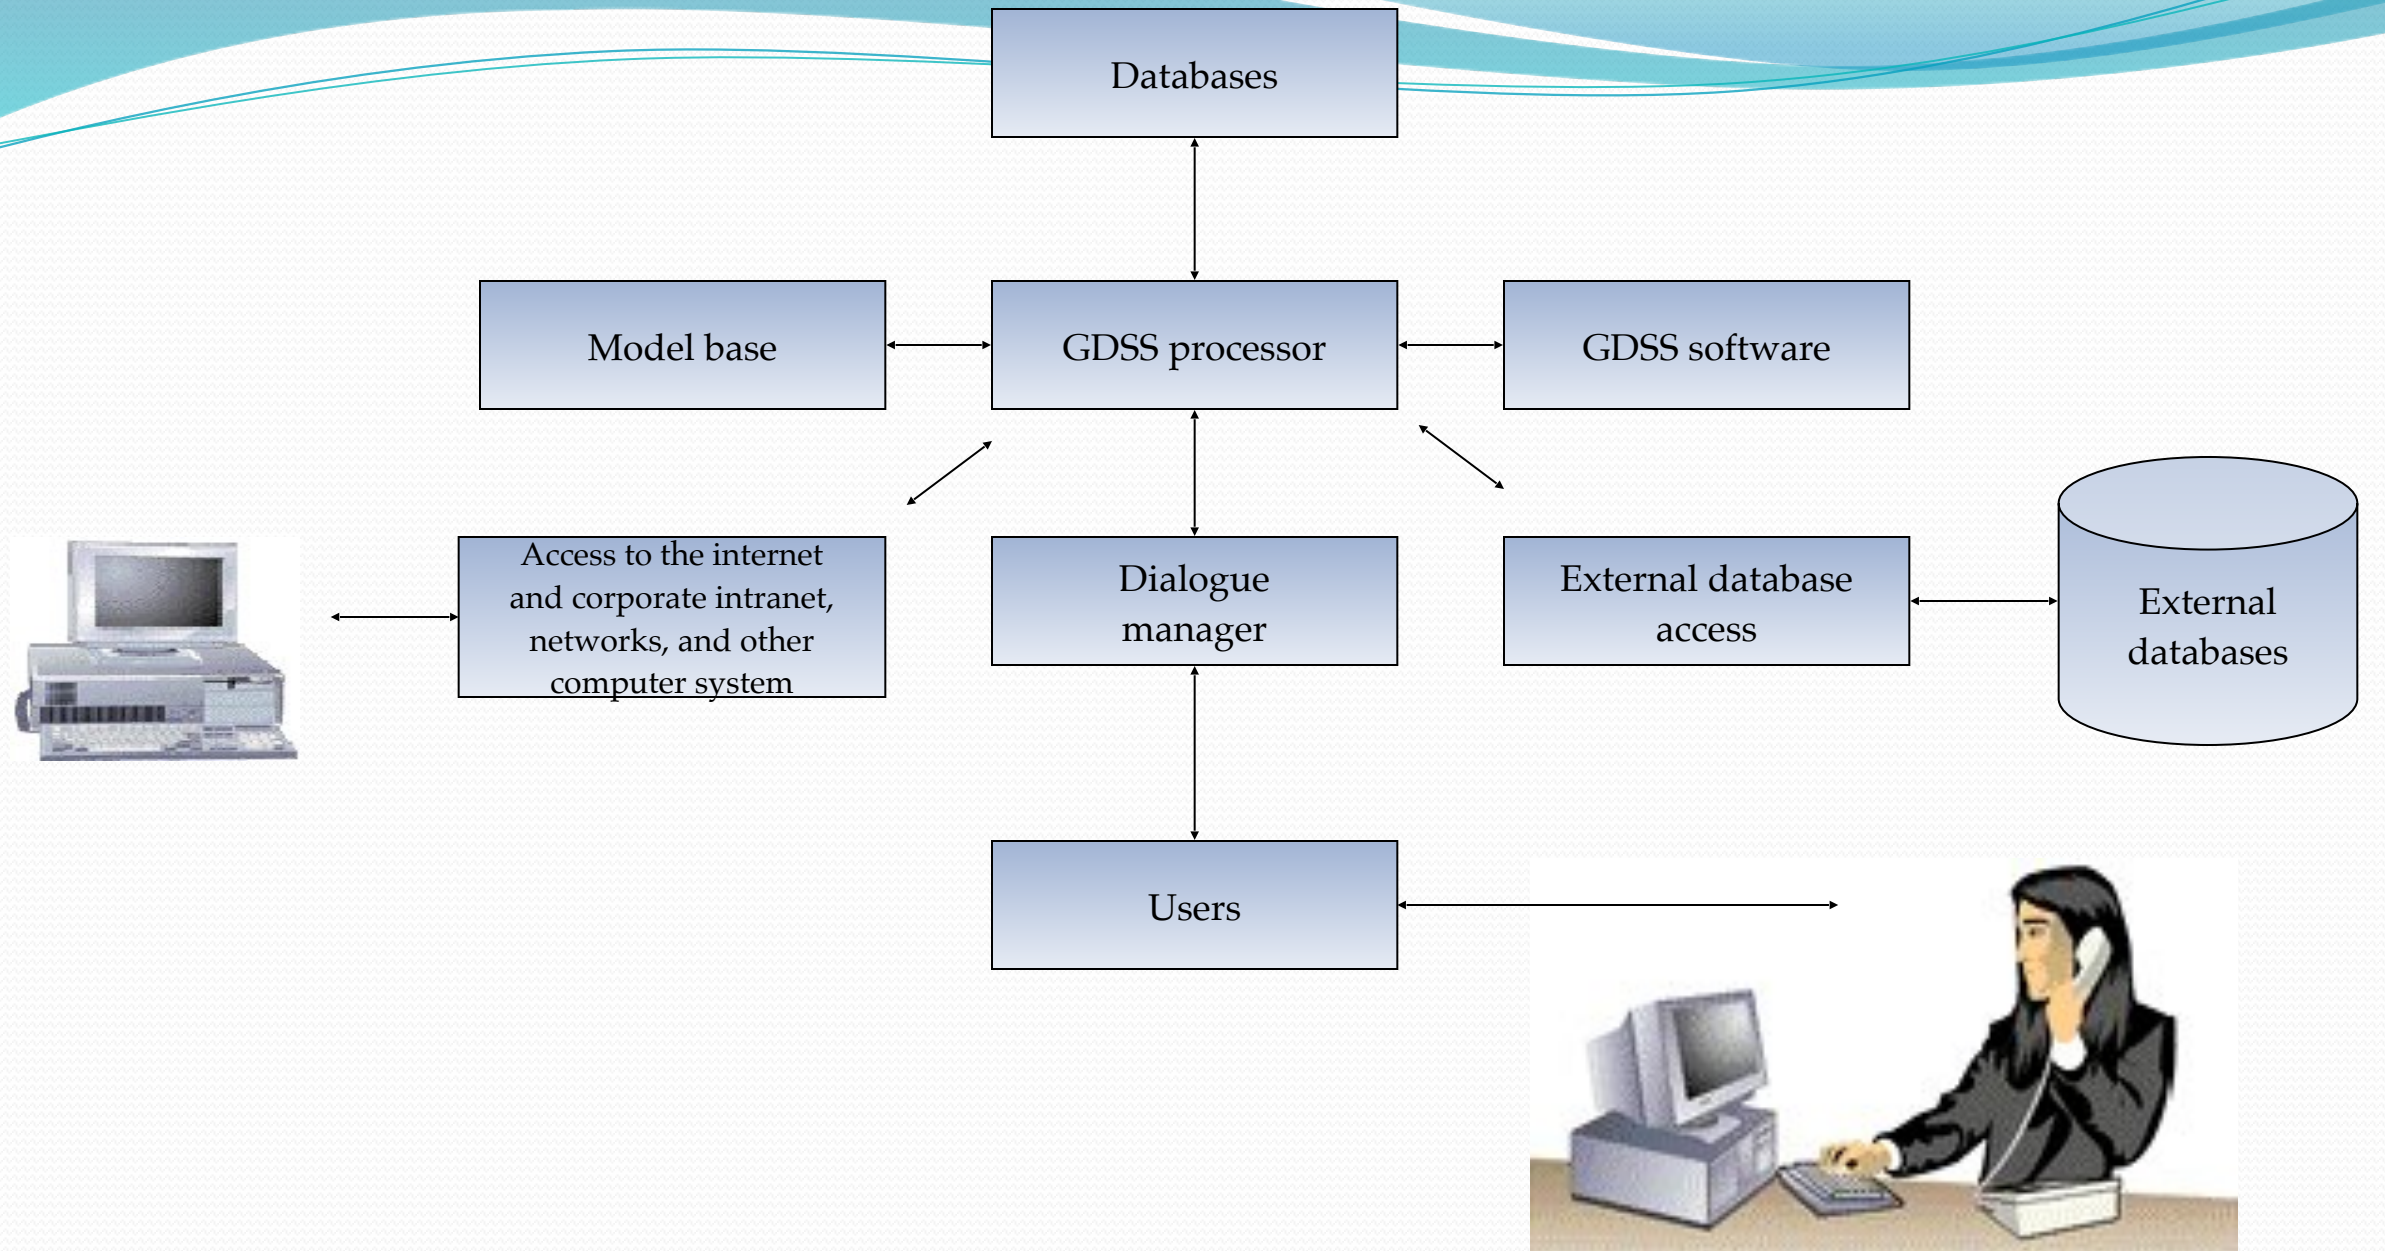 Databases
Model base
GDSS processor
GDSS software
Access to the internet
and corporate intranet,
networks, and other
computer system
Dialogue
manager
External database
access
External
databases
Users